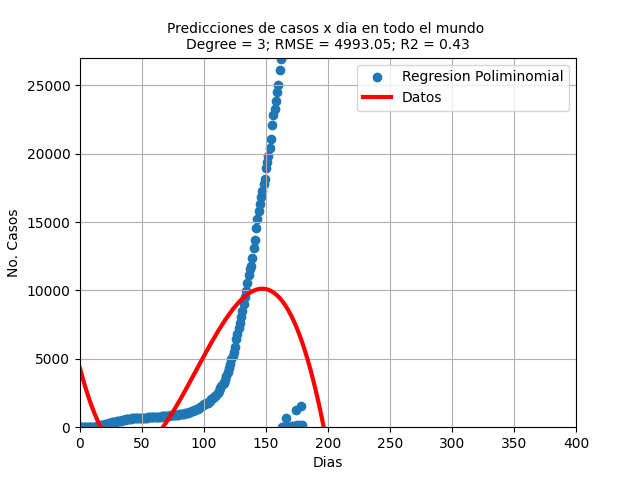 Predicciones de casos x dia en todo el mundo
Degree = 3; RMSE = 4993.05; R2 = 0.43
Regresion Poliminomial
Datos
25000
20000
15000
10000
5000
0
No. Casos
0 50 100 150 200 250 300 350 400
Dias